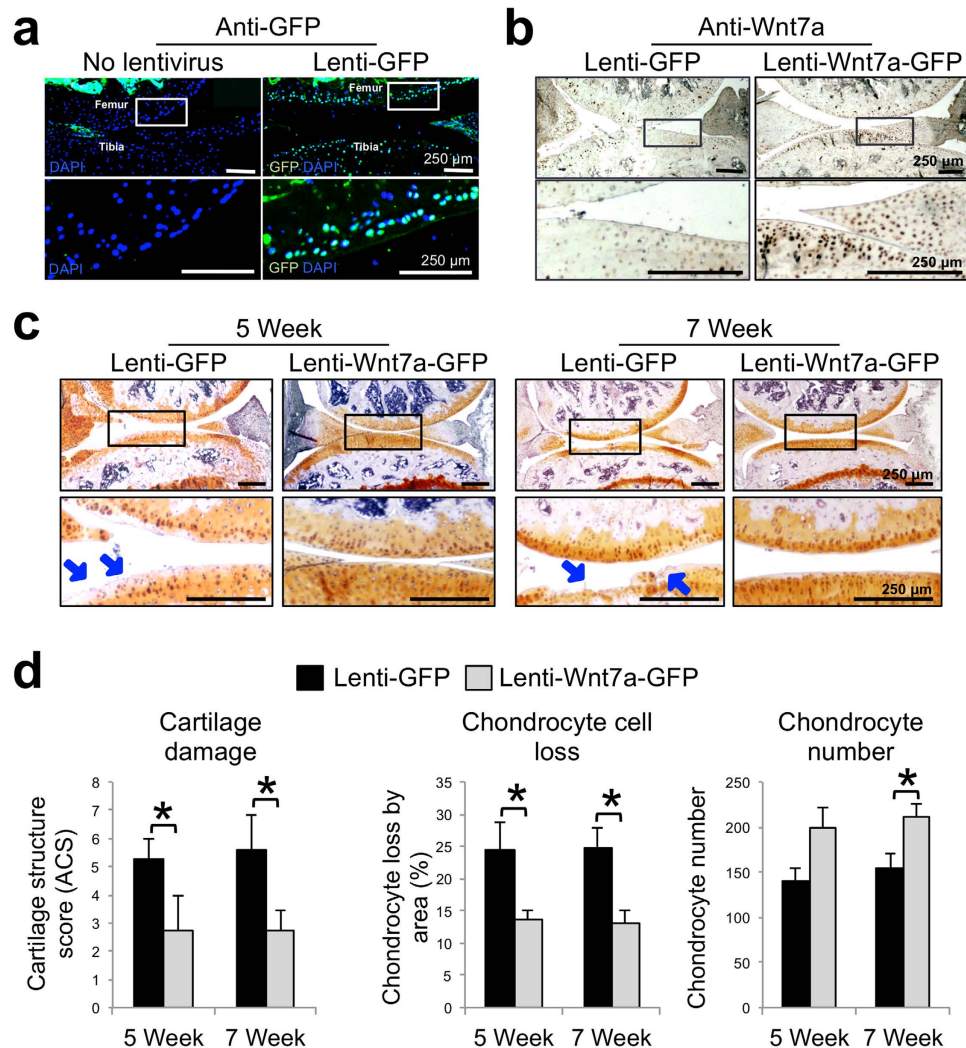 a
Anti-GFP
No lentivirus
Lenti-GFP
Femur
Tibia
DAPI
Femur
Tibia
GFP DAPI
250 µm
DAPI
GFP DAPI
250 µm
b
Anti-Wnt7a
Lenti-GFP
Lenti-Wnt7a-GFP
250 µm
250 µm
c
5 Week
7 Week
Lenti-GFP
Lenti-Wnt7a-GFP
Lenti-GFP
Lenti-Wnt7a-GFP
250 µm
250 µm
d
Lenti-GFP
Lenti-Wnt7a-GFP
Cartilage
damage
Cartilage structure
score (ACS)
8
7
6
5
4
3
2
1
0
*
*
5 Week
7 Week
Chondrocyte cell
loss
Chondrocyte loss by
area (%)
35
30
25
20
15
10
5
0
*
*
5 Week
7 Week
Chondrocyte
number
Chondrocyte number
250
200
150
100
50
0
*
5 Week
7 Week